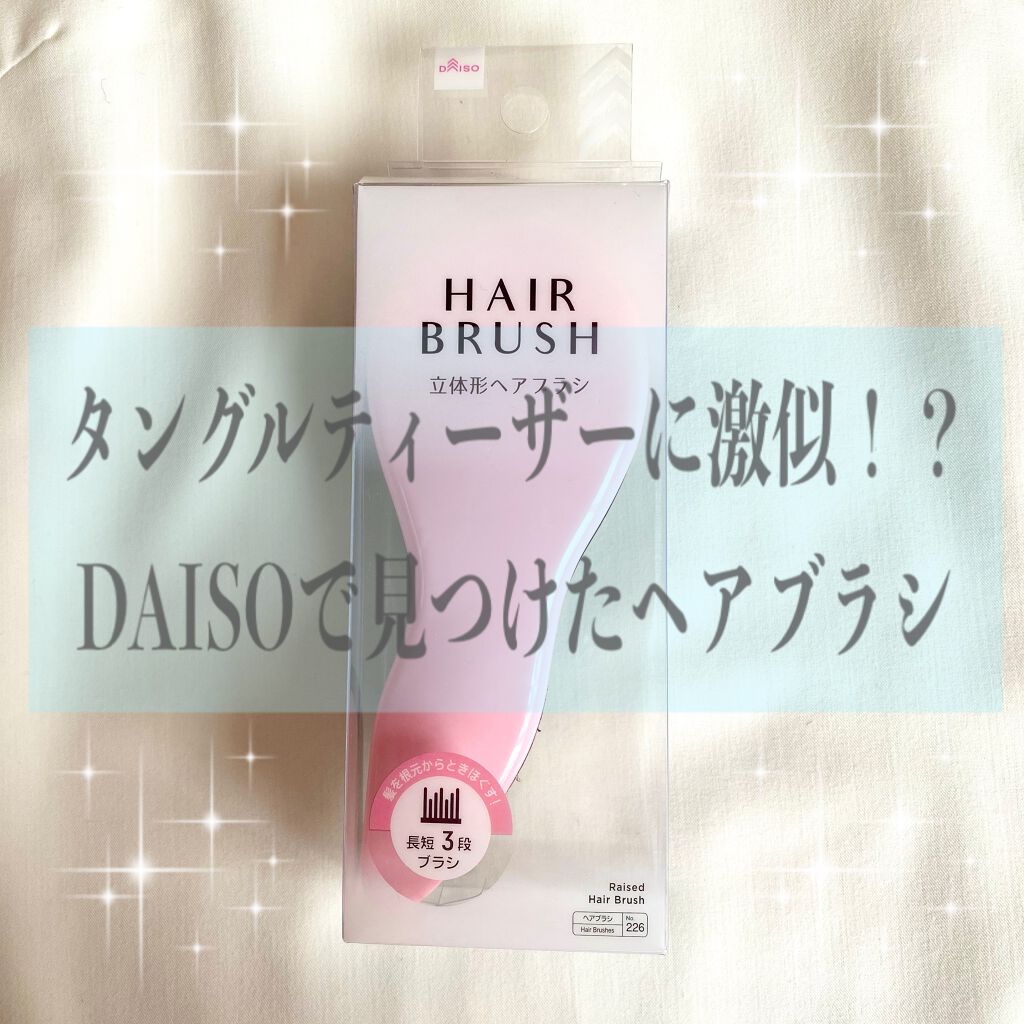 DAISO
HAIR
BRUSH
立体形ヘアブラシ
タングルティーザーに激似！？
DAISOで見つけたヘアブラシ
髪を根元からときほぐす！
長短3段
ブラシ
Raised
Hair Brush
ヘアブラシ
Hair Brushes
No.
226